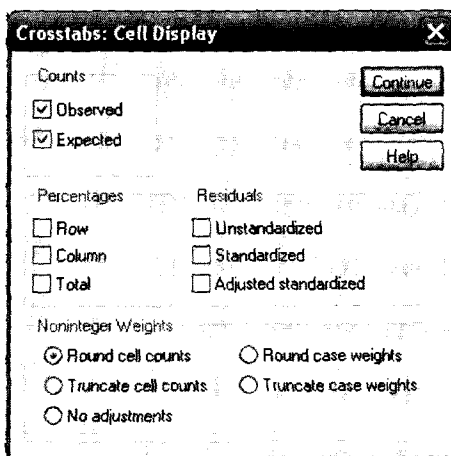 Crosstabs: Cell Display
Counts
Observed
Expected
Continue
Cancel
Help
Percentages
Row
Column
Total
Residuals
Unstandardized
Standardized
Adjusted standardized
Noninteger Weights
Round cell counts
Round case weights
Truncate cell counts
Truncate case weights
No adjustments